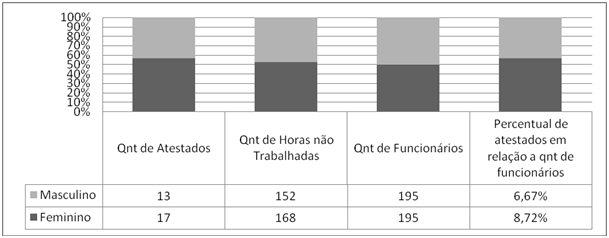 100%
90%
80%
70%
60%
50%
40%
30%
20%
10%
0%
Qnt de Atestados
Qnt de Horas não
Trabalhadas
Qnt de Funcionários
Percentual de
atestados em
relação a qnt de
funcionários
Masculino 13 152 195 6,67%
Feminino 17 168 195 8,72%